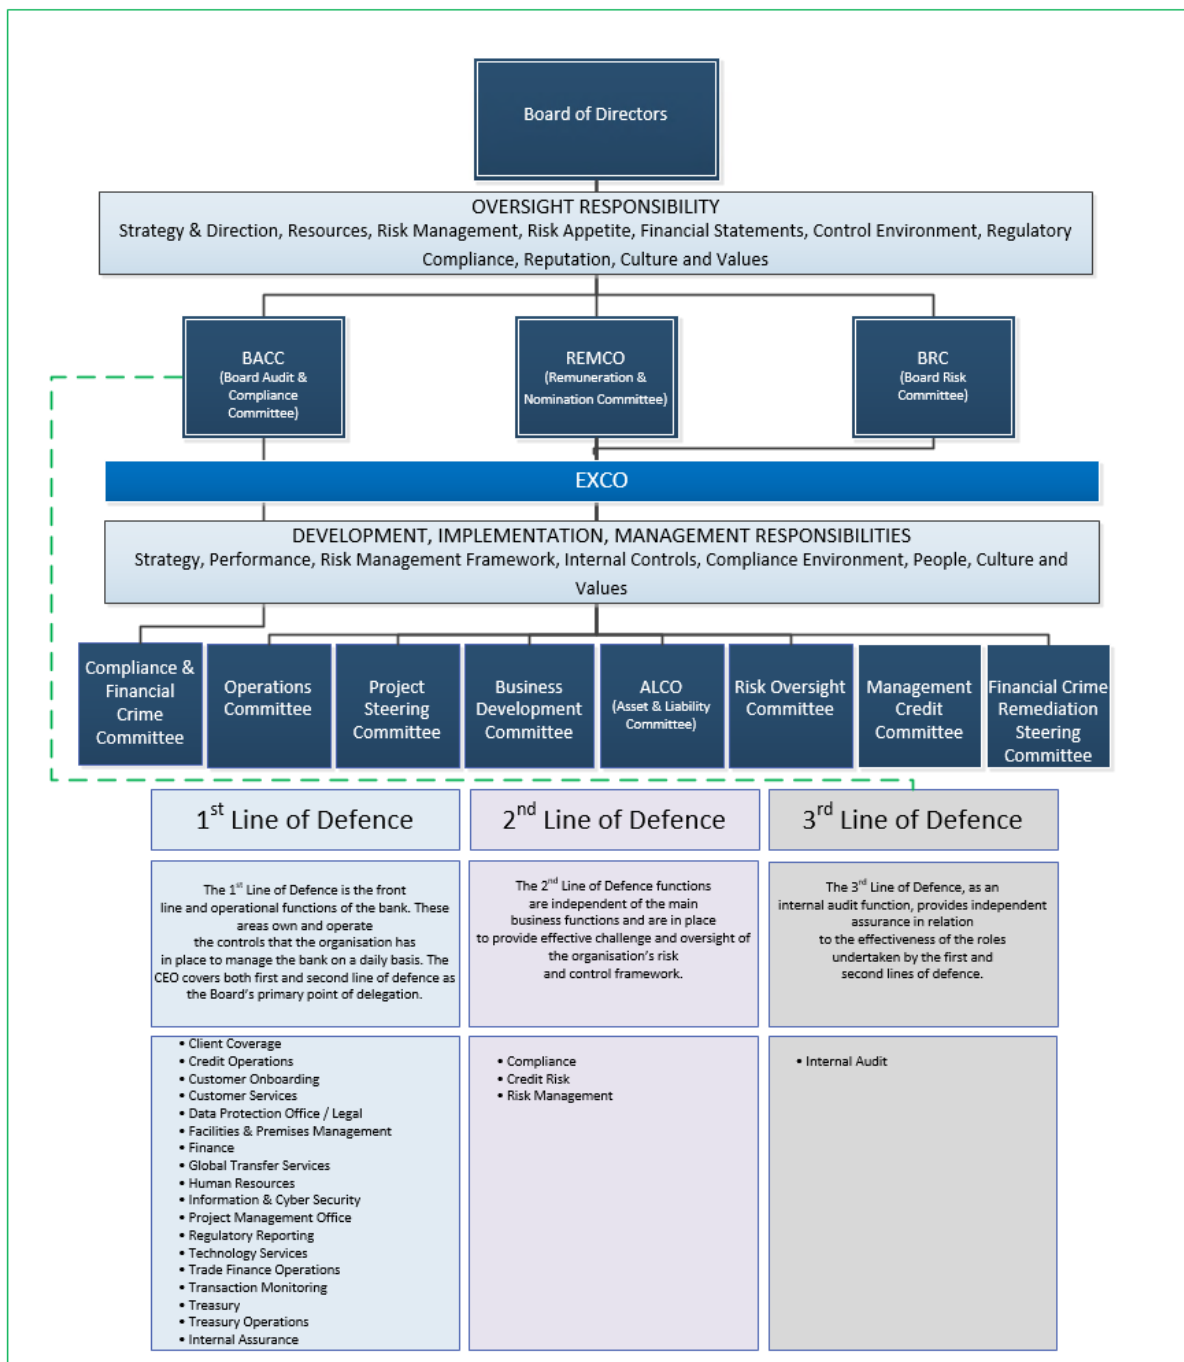 Board of Directors
OVERSIGHT RESPONSIBILITY
Strategy & Direction, Resources, Risk Management, Risk Appetite, Financial Statements, Control Environment, Regulatory
Compliance, Reputation, Culture and Values
BACC
(Board Audit &
Compliance
Committee)
REMCO
(Remuneration &
Nomination Committee)
BRC
(Board Risk
Committee)
EXCO
DEVELOPMENT, IMPLEMENTATION, MANAGEMENT RESPONSIBILITIES
Strategy, Performance, Risk Management Framework, Internal Controls, Compliance Environment, People, Culture and
Values
Compliance &
Financial
Crime
Committee
Operations
Committee
Project
Steering
Committee
Business
Development
Committee
ALCO
(Asset & Liability
Committee)
Risk Oversight
Committee
Management
Credit
Committee
Financial Crime
Remediation
Steering
Committee
1st Line of Defence
2nd Line of Defence
3rd Line of Defence
The 1st Line of Defence is the front
line and operational functions of the bank. These
areas own and operate
the controls that the organisation has
in place to manage the bank on a daily basis. The
CEO covers both first and second line of defence as
the Board's primary point of delegation.
The 2nd Line of Defence functions
are independent of the main
business functions and are in place
to provide effective challenge and oversight of
the organisation's risk
and control framework.
The 3rd Line of Defence, as an
internal audit function, provides independent
assurance in relation
to the effectiveness of the roles
undertaken by the first and
second lines of defence.
• Client Coverage
• Credit Operations
• Customer Onboarding
• Customer Services
• Data Protection Office / Legal
• Facilities & Premises Management
• Finance
• Global Transfer Services
• Human Resources
• Information & Cyber Security
• Project Management Office
• Regulatory Reporting
• Technology Services
• Trade Finance Operations
• Transaction Monitoring
• Treasury
• Treasury Operations
• Internal Assurance
• Compliance
• Credit Risk
• Risk Management
• Internal Audit